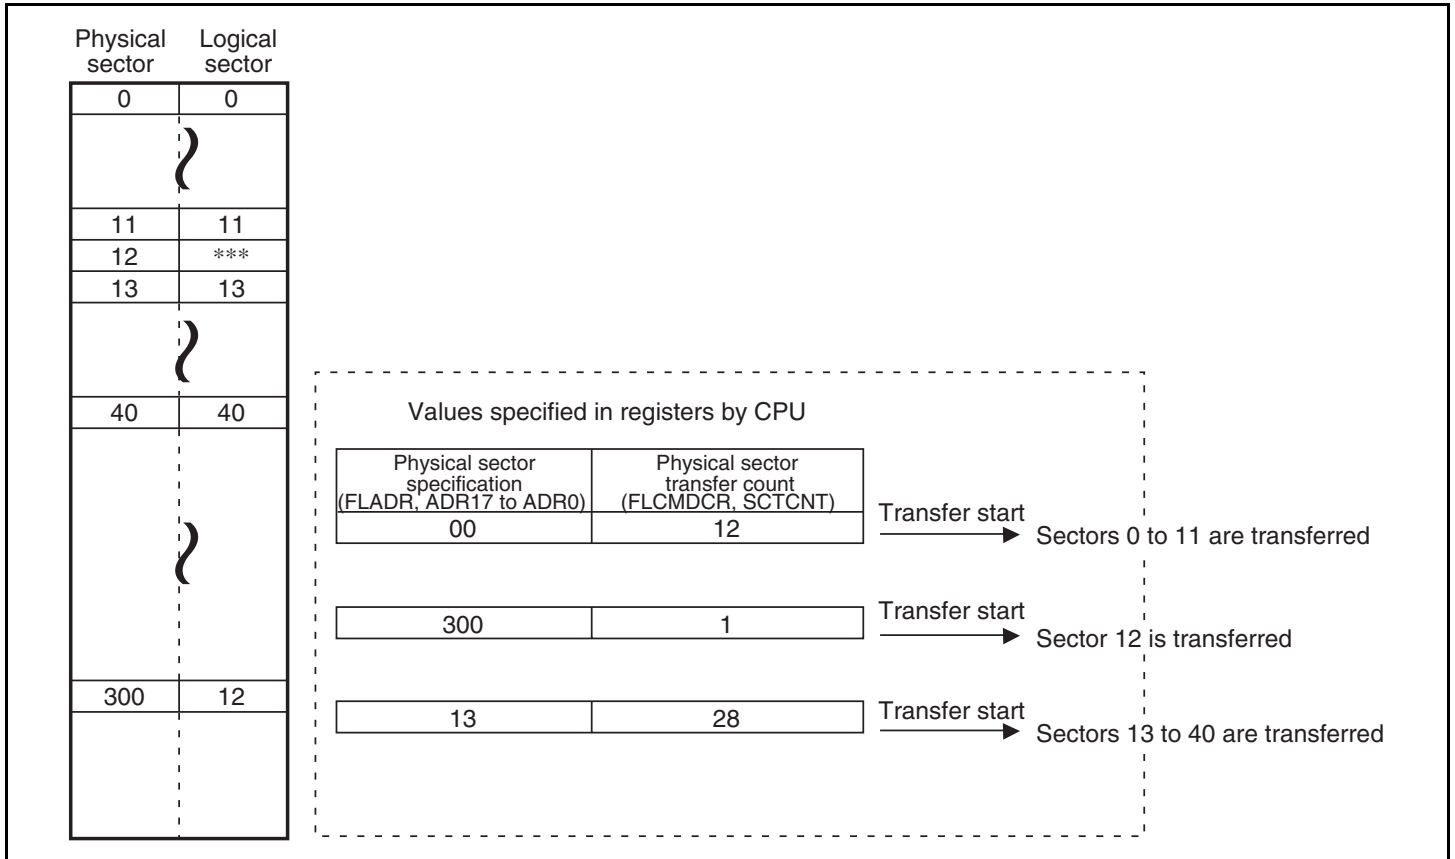 Physical sector
Logical sector
0 0
11 11
12 ***
13 13
40 40
300 12
Values specified in registers by CPU
Physical sector specification (FLADR, ADR17 to ADR0)
Physical sector transfer count (FLCMDCR, SCTCNT)
00 12
Transfer start
Sectors 0 to 11 are transferred
300 1
Transfer start
Sector 12 is transferred
13 28
Transfer start
Sectors 13 to 40 are transferred